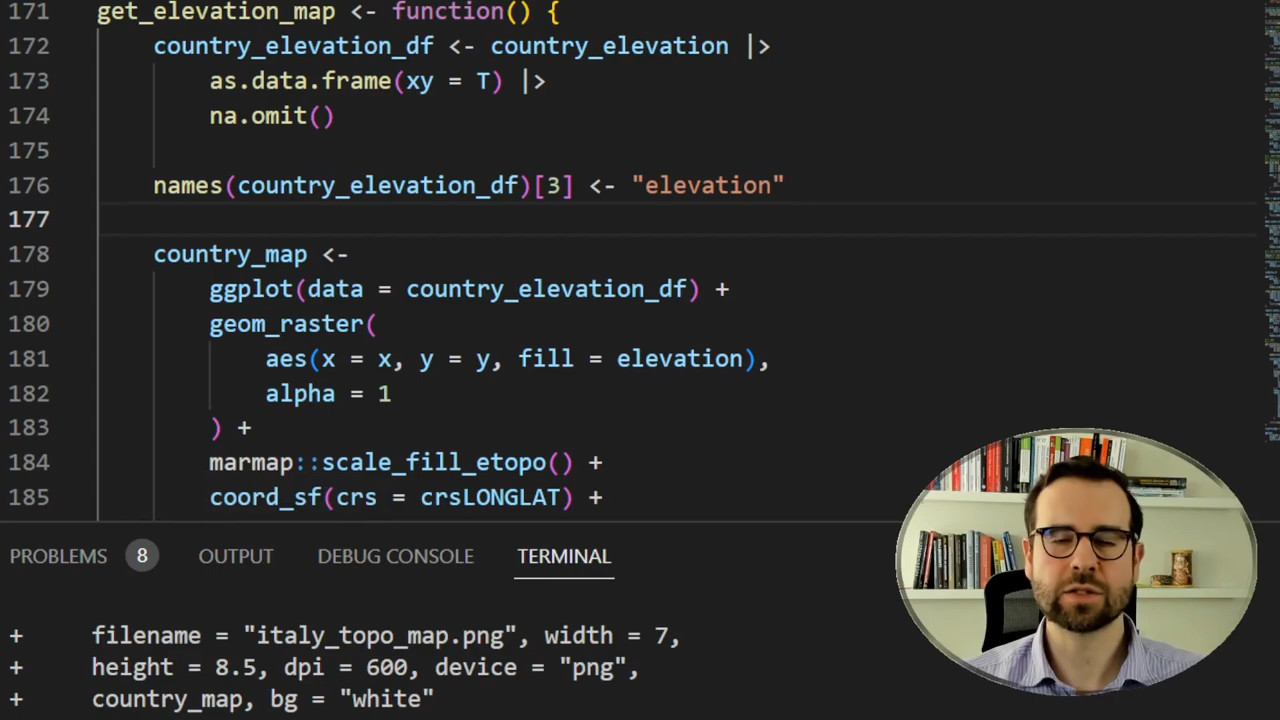 171 get_elevation_map <- function() {
172 country_elevation_df <- country_elevation |>
173 as.data.frame(xy = T) |>
174 na.omit()
175
176 names(country_elevation_df)[3] <- "elevation"
177
178 country_map <-
179 ggplot(data = country_elevation_df) +
180 geom_raster(
181 aes(x = x, y = y, fill = elevation),
182 alpha = 1
183 ) +
184 marmap::scale_fill_etopo() +
185 coord_sf(crs = crsLONGLAT) +
PROBLEMS 8 OUTPUT DEBUG CONSOLE TERMINAL
+ filename = "italy_topo_map.png", width = 7,
+ height = 8.5, dpi = 600, device = "png",
+ country_map, bg = "white"